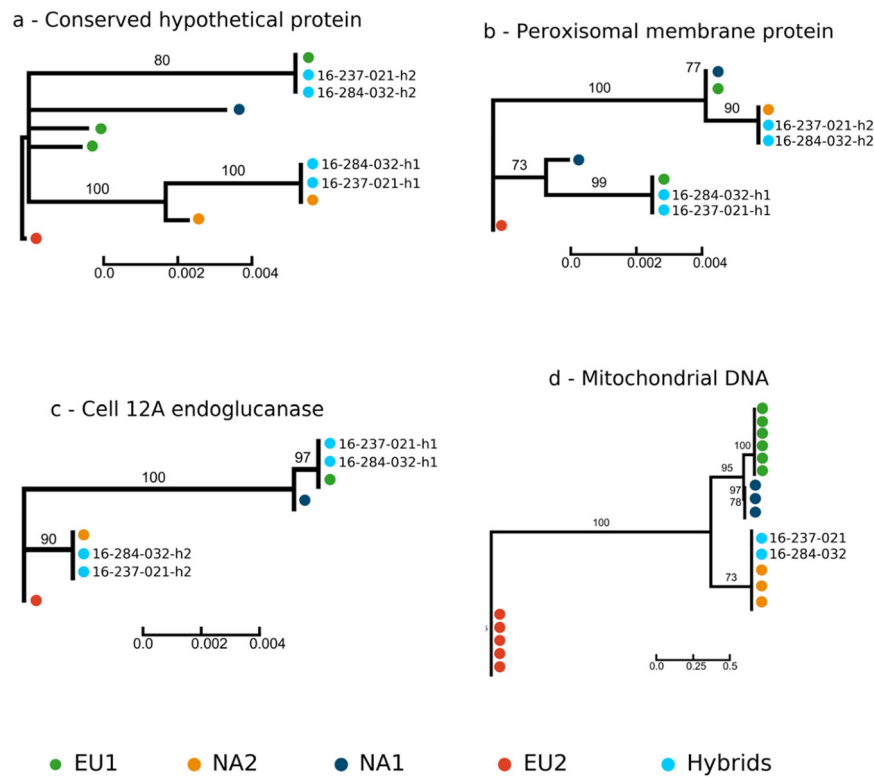 a - Conserved hypothetical protein
80
16-237-021-h2
16-284-032-h2
100
16-284-032-h1
100
16-237-021-h1
0.0 0.002 0.004
b - Peroxisomal membrane protein
77
100
90
16-237-021-h2
16-284-032-h2
73
99
16-284-032-h1
16-237-021-h1
0.0 0.002 0.004
c - Cell 12A endoglucanase
16-237-021-h1
97
16-284-032-h1
100
90
16-284-032-h2
16-237-021-h2
0.0 0.002 0.004
d - Mitochondrial DNA
100
95
97
78
100
16-237-021
16-284-032
73
0.0 0.25 0.5
EU1 NA2 NA1 EU2 Hybrids